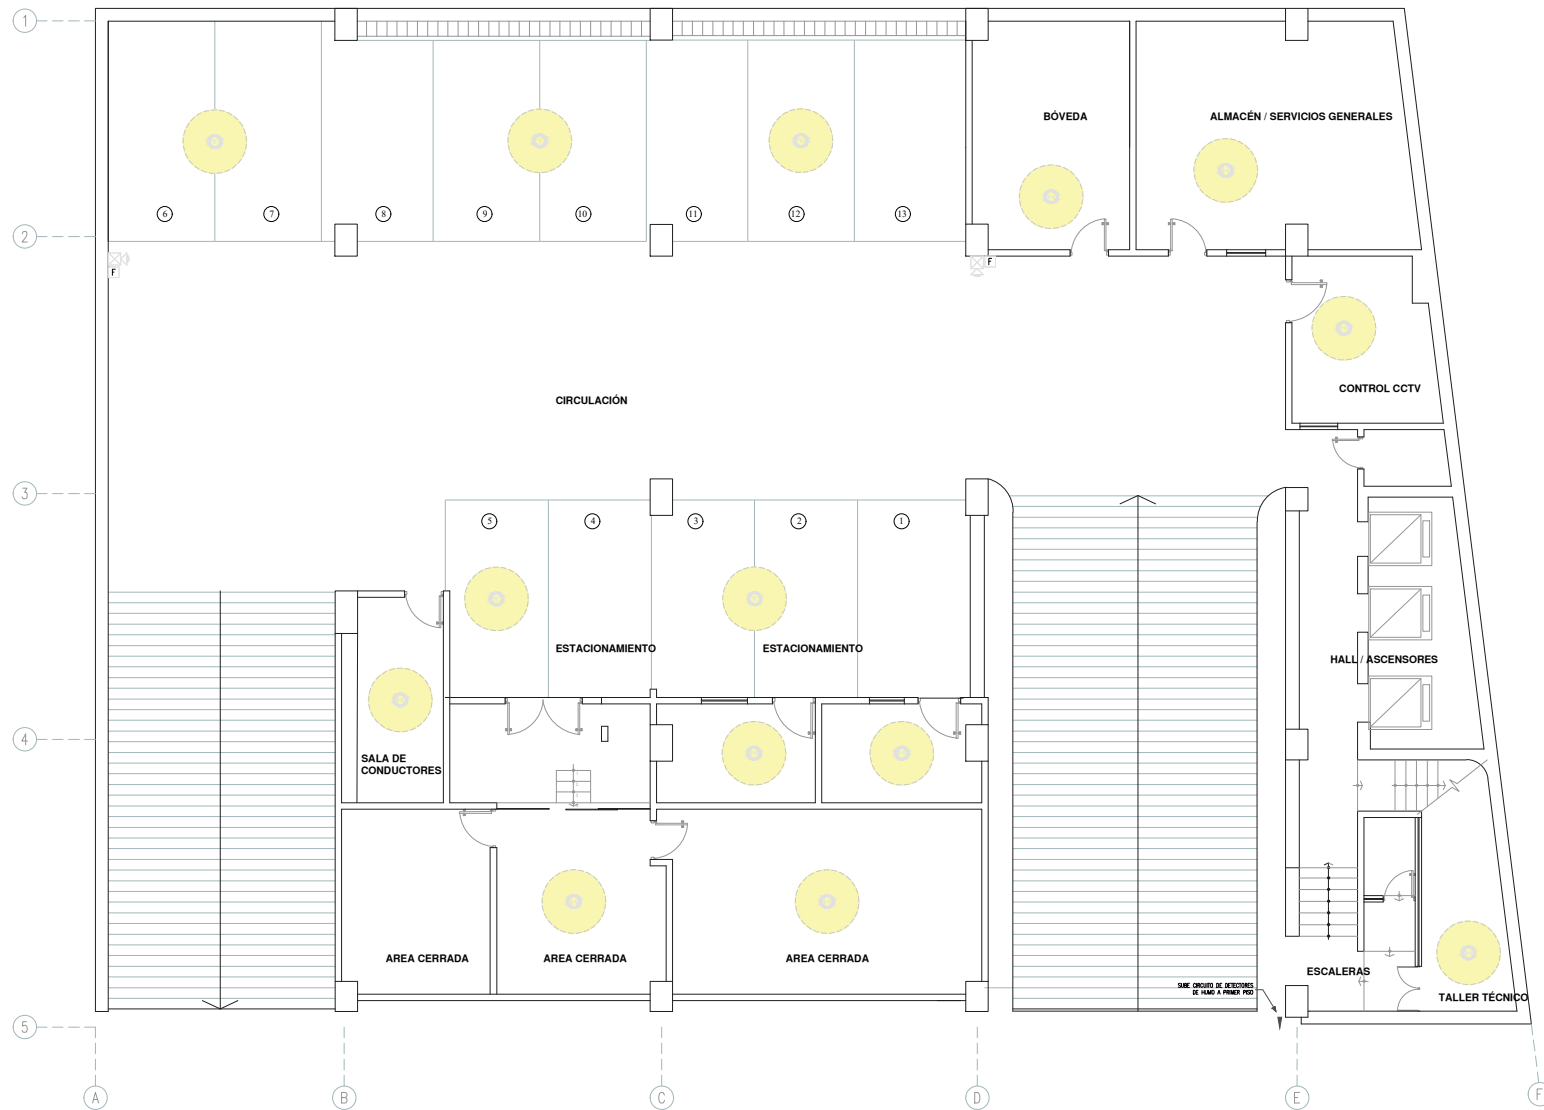 1
BÓVEDA
ALMACÉN / SERVICIOS GENERALES
6
7
8
9
10
11
12
13
2
F
F
CONTROL CCTV
CIRCULACIÓN
3
5
4
3
2
1
ESTACIONAMIENTO
ESTACIONAMIENTO
HALL / ASCENSORES
4
SALA DE
CONDUCTORES
AREA CERRADA
AREA CERRADA
AREA CERRADA
ESCALERAS
SUBE CIRCUITO DE DETECTORES
DE HUMO A PRIMER PISO
TALLER TÉCNICO
5
A
B
C
D
E
F